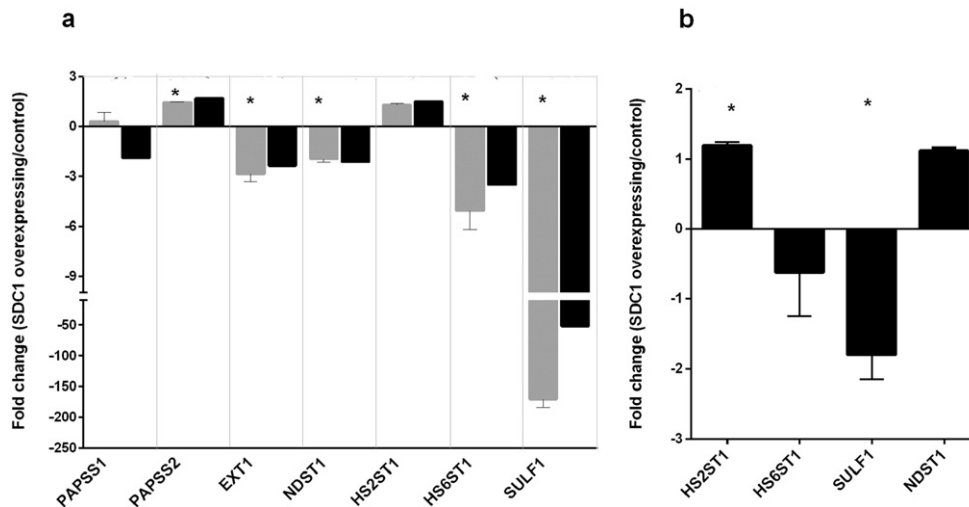 a
Fold change (SDC1 overexpressing/control)
3
0
-3
-6
-9
-50
-100
-150
-200
-250
* * * * *
PAPSS1 PAPSS2 EXT1 NDST1 HS2ST1 HS6ST1 SULF1
b
Fold change (SDC1 overexpressing/control)
2
1
0
-1
-2
-3
* *
HS2ST1 HS6ST1 SULF1 NDST1